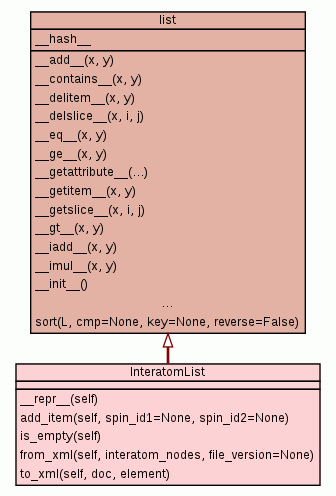 list
__hash__
__add__(x, y)
__contains__(x, y)
__delitem__(x, y)
__delslice__(x, i, j)
__eq__(x, y)
__ge__(x, y)
__getattribute__(...)
__getitem__(x, y)
__getslice__(x, i, j)
__gt__(x, y)
__iadd__(x, y)
__imul__(x, y)
__init__()
...
sort(L, cmp=None, key=None, reverse=False)
InteratomList
__repr__(self)
add_item(self, spin_id1=None, spin_id2=None)
is_empty(self)
from_xml(self, interatom_nodes, file_version=None)
to_xml(self, doc, element)